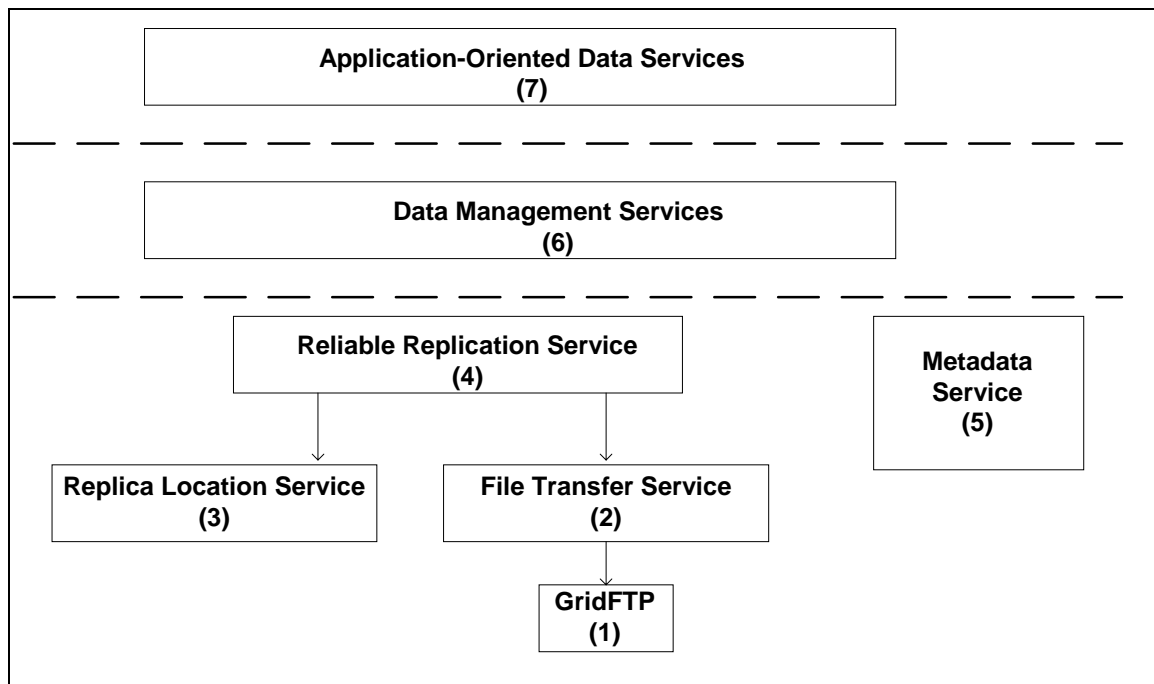 Application-Oriented Data Services
(7)
Data Management Services
(6)
Reliable Replication Service
(4)
Metadada
Service
(5)
Replica Location Service
(3)
File Transfer Service
(2)
GridFTP
(1)